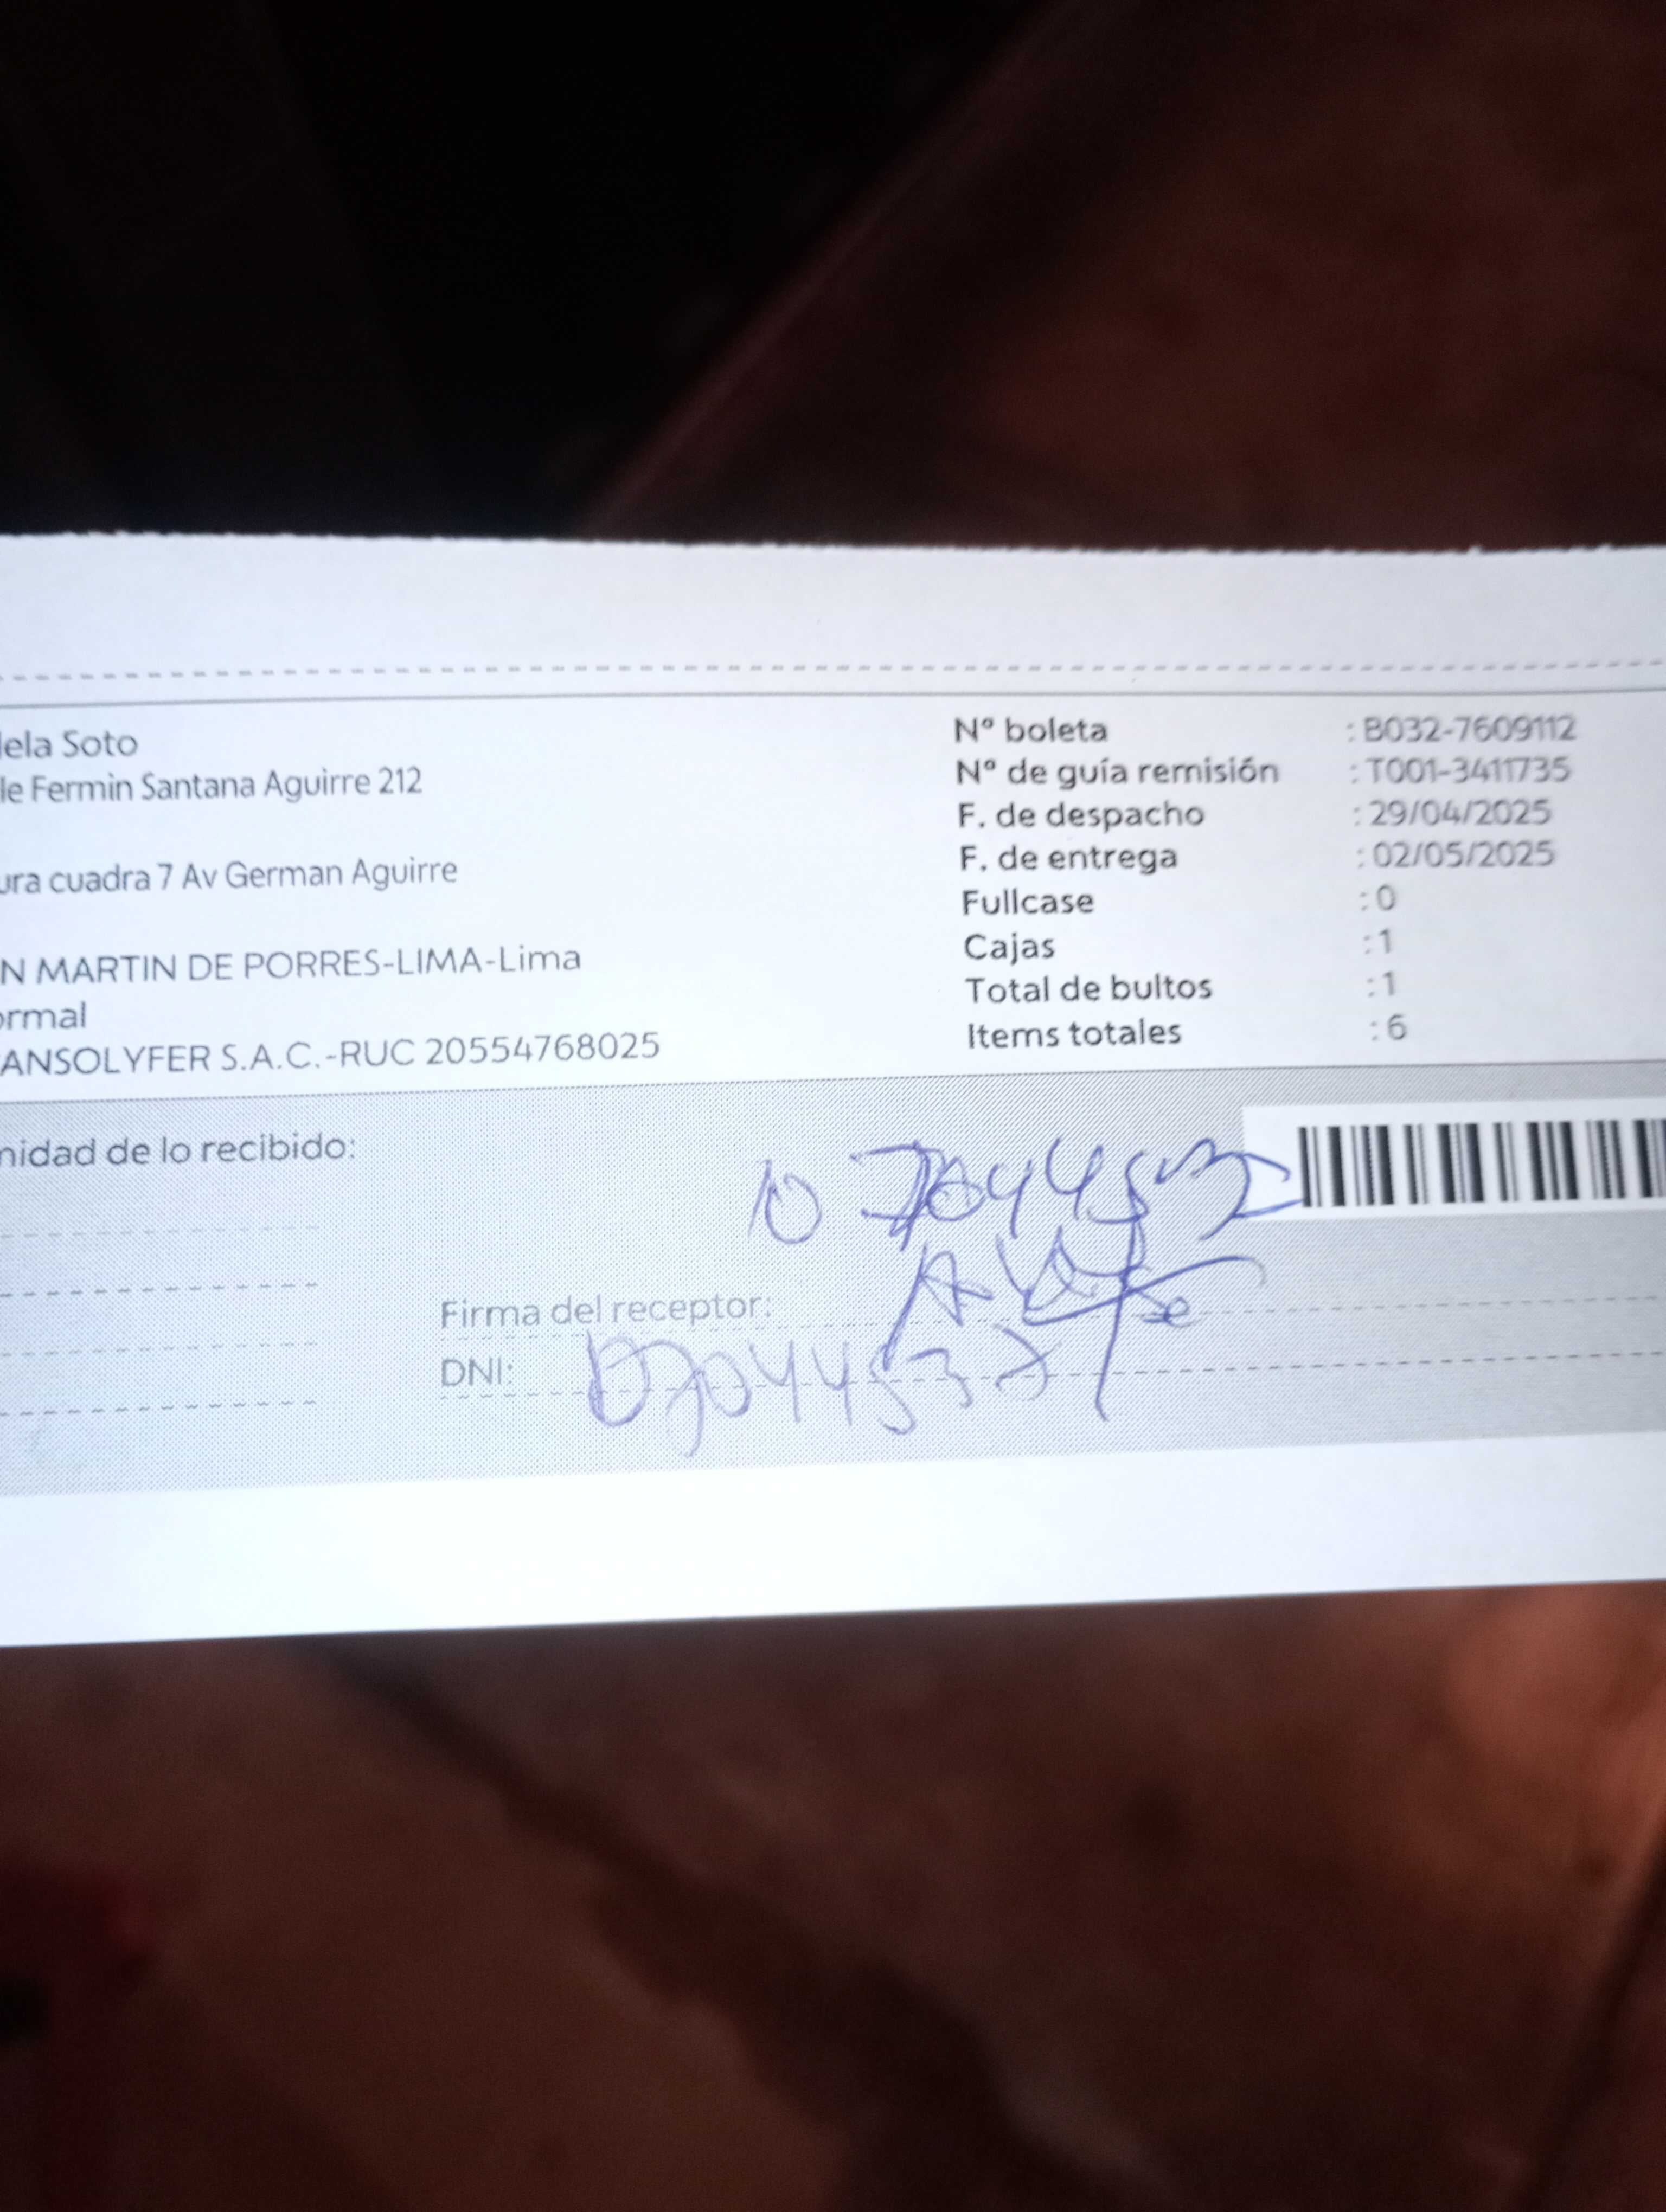 lela Soto
le Fermin Santana Aguirre 212
ura cuadra 7 Av German Aguirre
N MARTIN DE PORRES-LIMA-Lima
ormal
ANSOLYFER S.A.C.-RUC 20554768025
Nº boleta : B032-7609112
Nº de guía remisión : T001-3411735
F. de despacho : 29/04/2025
F. de entrega : 02/05/2025
Fullcase : 0
Cajas : 1
Total de bultos : 1
Items totales : 6
nidad de lo recibido:
Firma del receptor:
DNI: